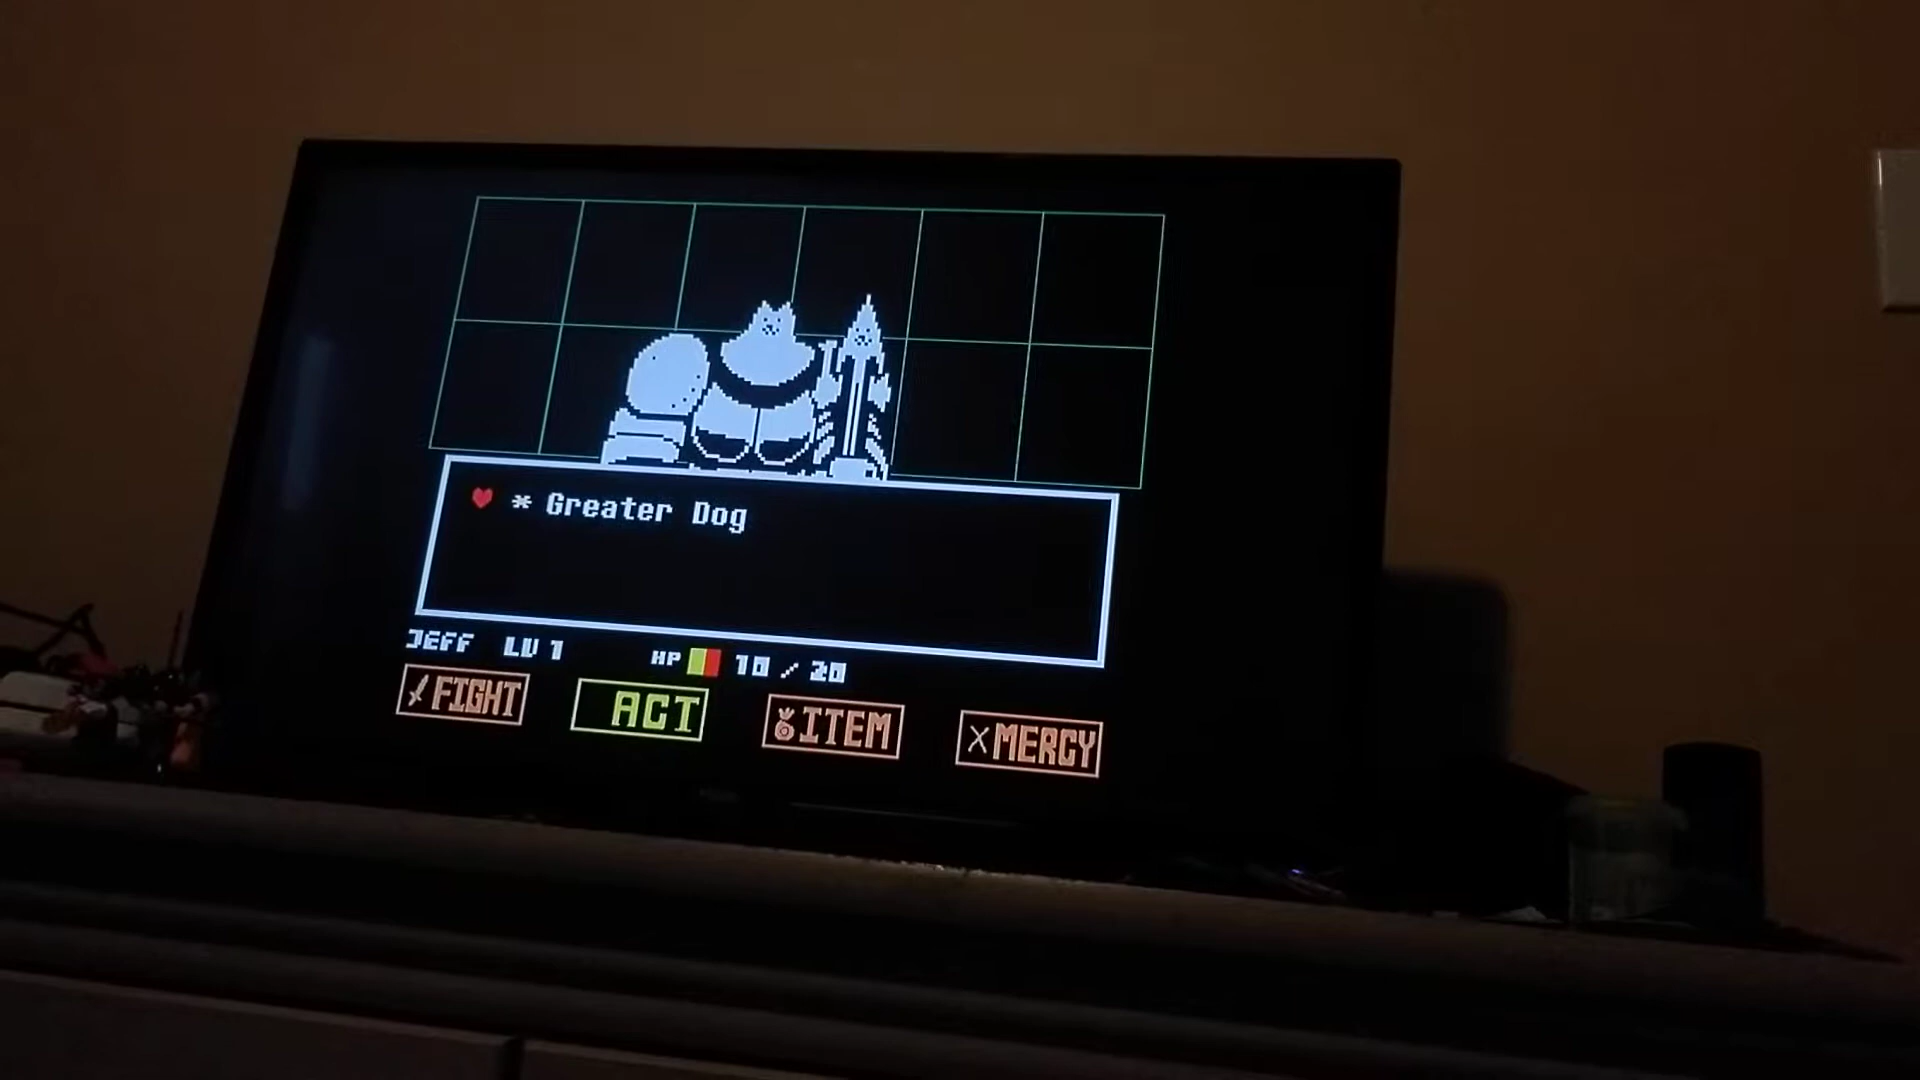 * Greater Dog
JEFF LV 1 HP 10 / 20
FIGHT ACT ITEM MERCY